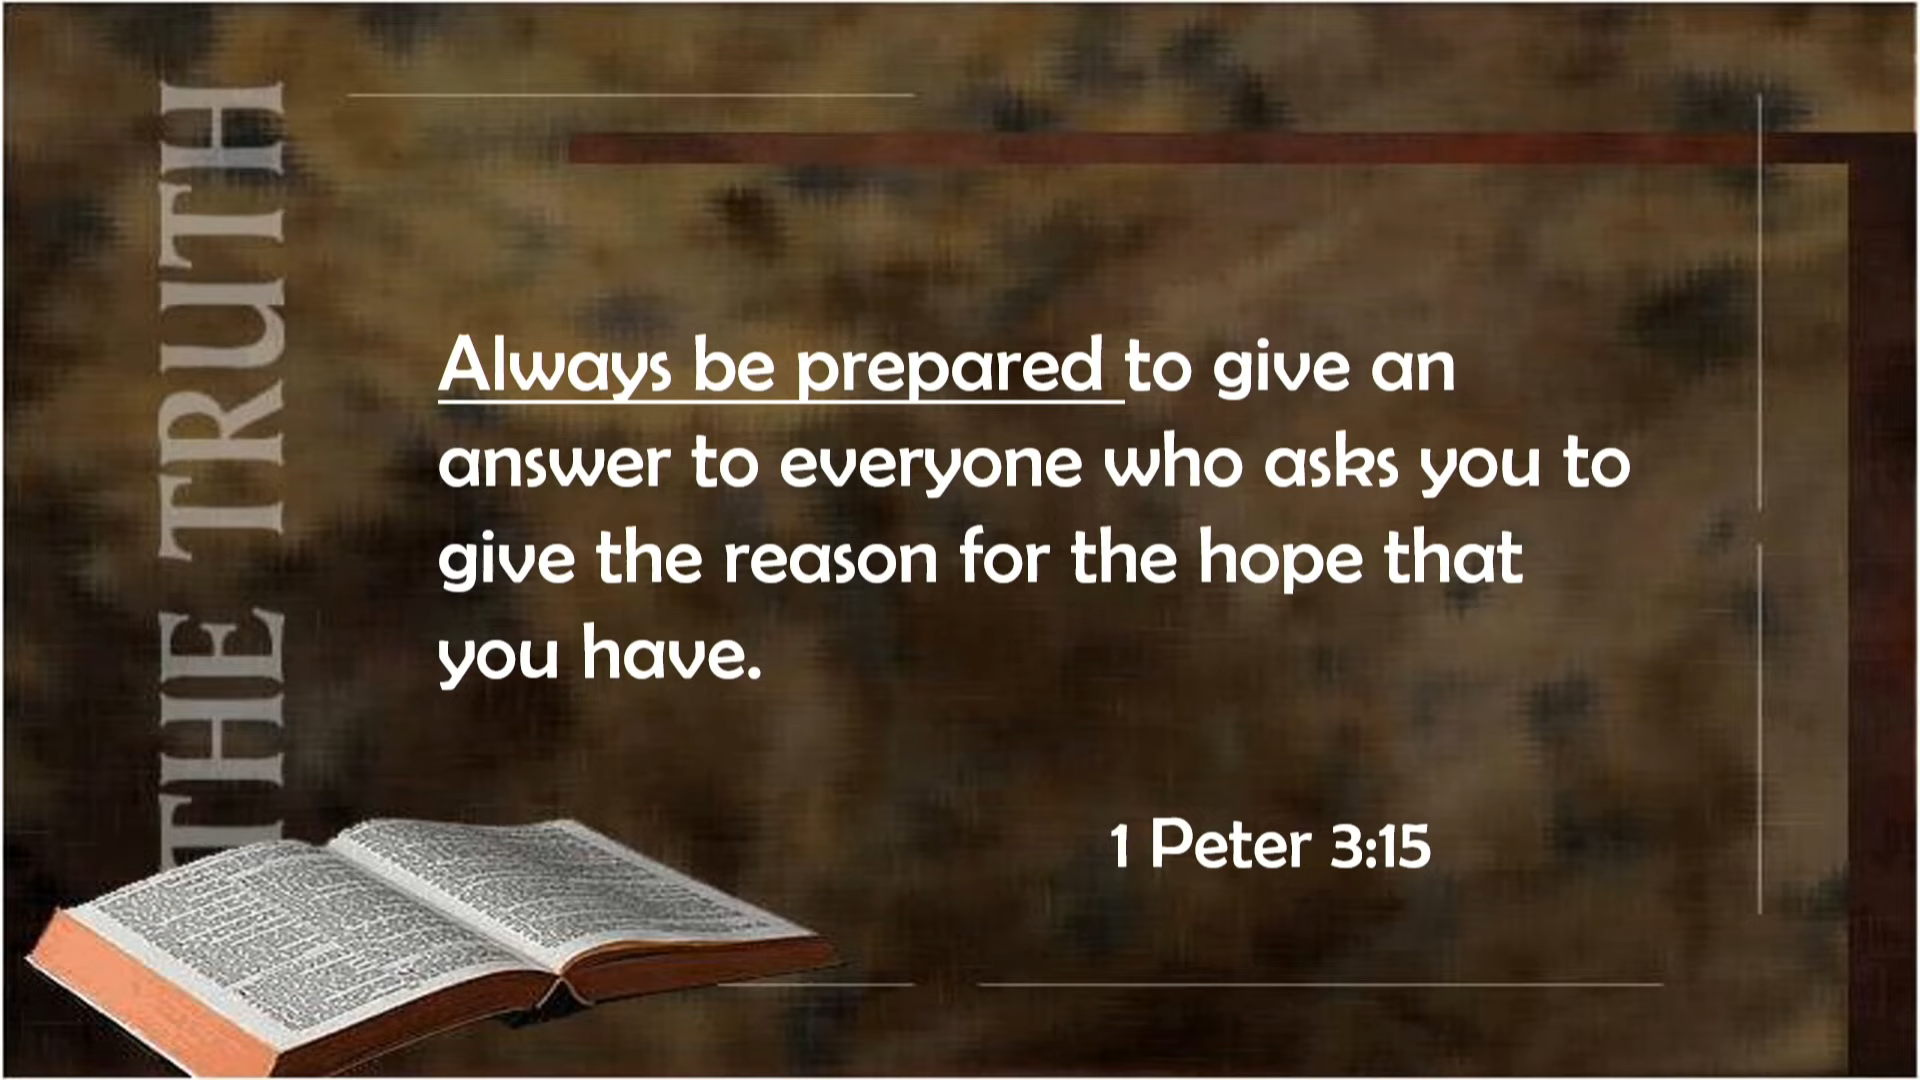 THE TRUTH
Always be prepared to give an
answer to everyone who asks you to
give the reason for the hope that
you have.
1 Peter 3:15